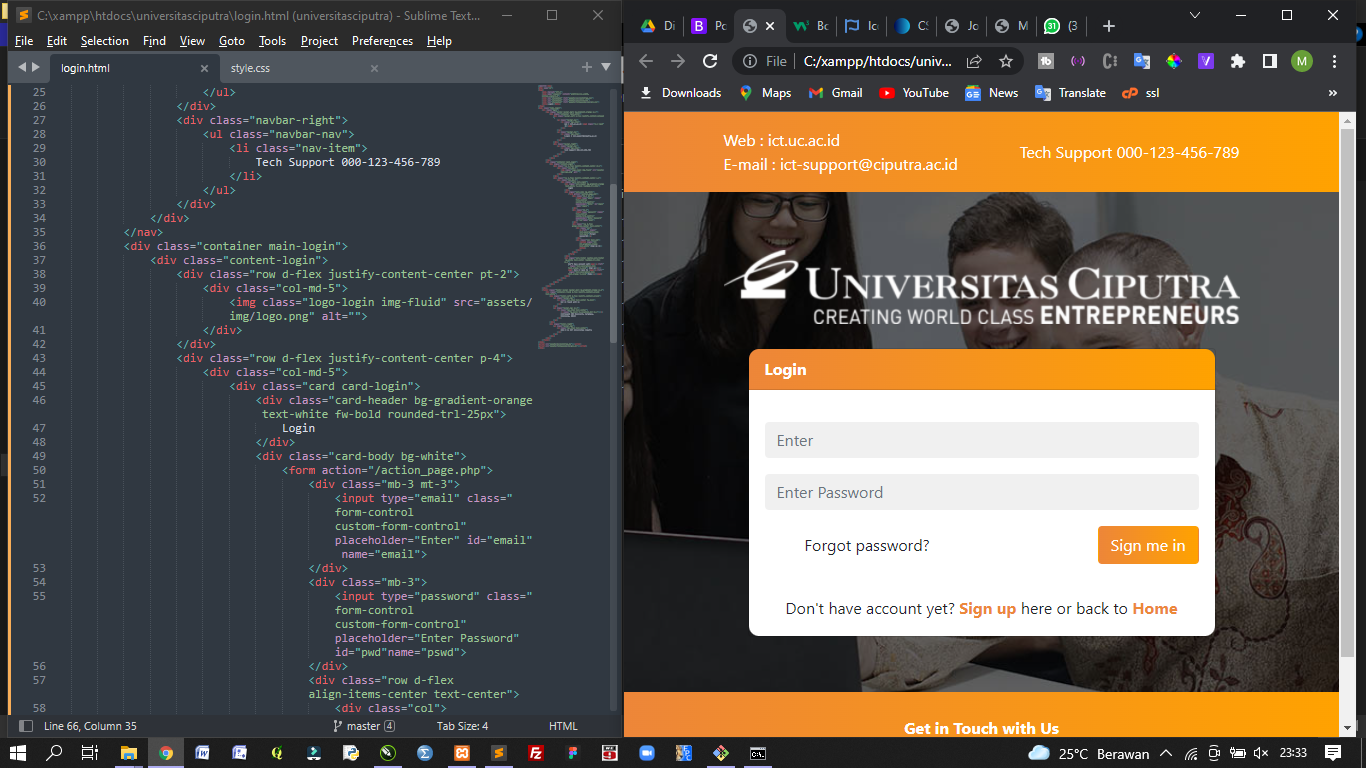 C:\xampp\htdocs\universitasciputra\login.html (universitasciputra) - Sublime Text...
File Edit Selection Find View Goto Tools Project Preferences Help
login.html
style.css
25 </ul>
26 </div>
27 <div class="navbar-right">
28 <ul class="navbar-nav">
29 <li class="nav-item">
30 Tech Support 000-123-456-789
31 </li>
32 </ul>
33 </div>
34 </div>
35 </nav>
36 <div class="container main-login">
37 <div class="content-login">
38 <div class="row d-flex justify-content-center pt-2">
39 <div class="col-md-5">
40 <img class="logo-login img-fluid" src="assets/
img/logo.png" alt="">
41 </div>
42 </div>
43 <div class="row d-flex justify-content-center p-4">
44 <div class="col-md-5">
45 <div class="card card-login">
46 <div class="card-header bg-gradient-orange
text-white fw-bold rounded-trl-25px">
47 Login
48 </div>
49 <div class="card-body bg-white">
50 <form action="/action_page.php">
51 <div class="mb-3 mt-3">
52 <input type="email" class="
form-control
custom-form-control"
placeholder="Enter" id="email"
name="email">
53 </div>
54 <div class="mb-3">
55 <input type="password" class="
form-control
custom-form-control"
placeholder="Enter Password"
id="pwd"name="pswd">
56 </div>
57 <div class="row d-flex
align-items-center text-center">
58 <div class="col">
Line 66, Column 35
master 4
Tab Size: 4
HTML
Di
Po
Bo
Ico
CS
Jo
M
(3
File C:/xampp/htdocs/univ...
M
Downloads Maps Gmail YouTube News Translate ssl »
Web : ict.uc.ac.id
E-mail : ict-support@ciputra.ac.id
Tech Support 000-123-456-789
UNIVERSITAS CIPUTRA
CREATING WORLD CLASS ENTREPRENEURS
Login
Enter
Enter Password
Forgot password?
Sign me in
Don't have account yet? Sign up here or back to Home
Get in Touch with Us
25°C Berawan
23:33